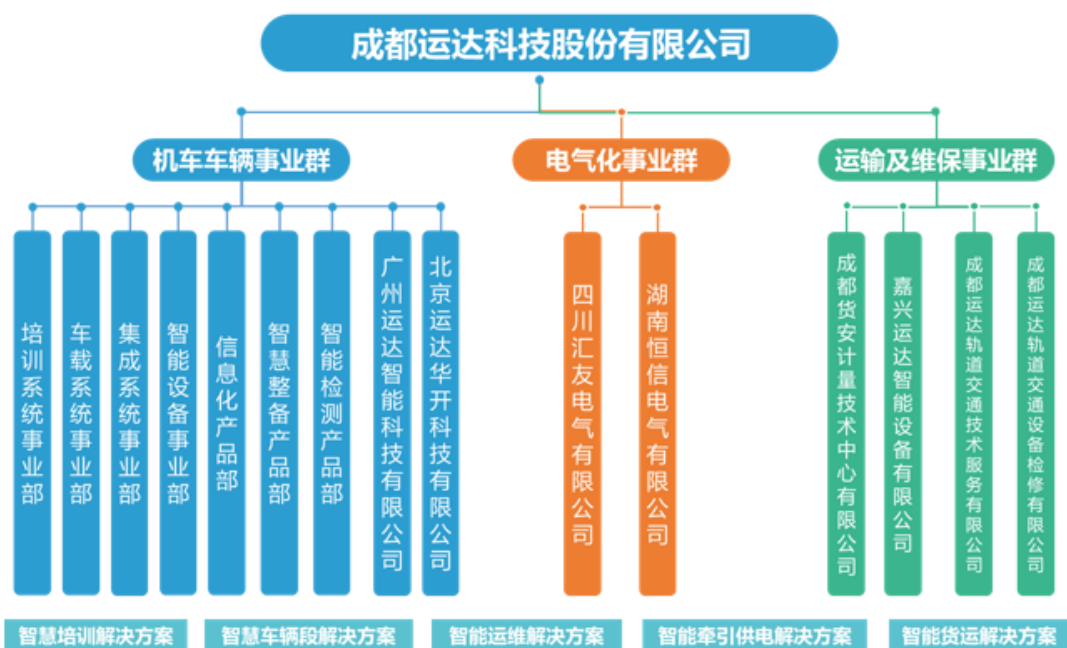 成都运达科技股份有限公司
机车车辆事业群
电气化事业群
运输及维保事业群
培训系统事业部
车载系统事业部
集成系统事业部
智能设备事业部
信息化产品部
智慧整备产品部
智能检测产品部
广州运达智能科技有限公司
北京运达华开科技有限公司
四川汇友电气有限公司
湖南恒信电气有限公司
成都货安计量技术中心有限公司
嘉兴运达智能设备有限公司
成都运达轨道交通技术服务有限公司
成都运达轨道交通设备检修有限公司
智慧培训解决方案
智慧车辆段解决方案
智能运维解决方案
智能牵引供电解决方案
智能货运解决方案